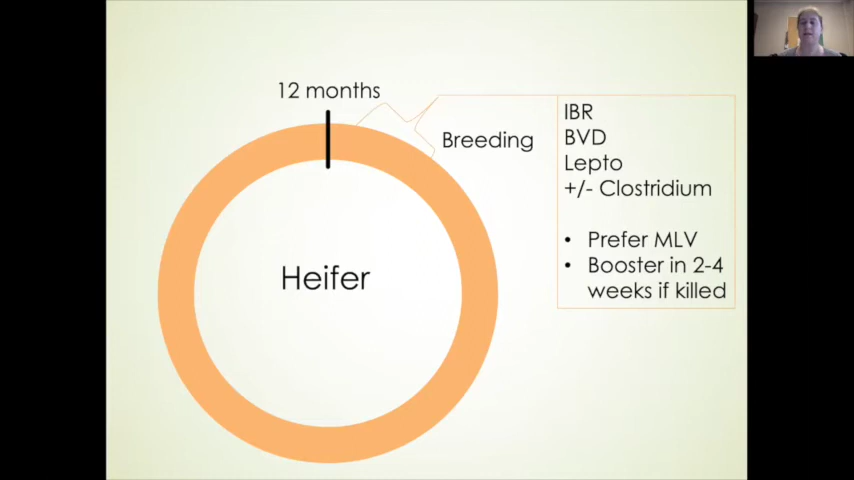 12 months
Breeding
IBR
BVD
Lepto
+/- Clostridium
• Prefer MLV
• Booster in 2-4
weeks if killed
Heifer